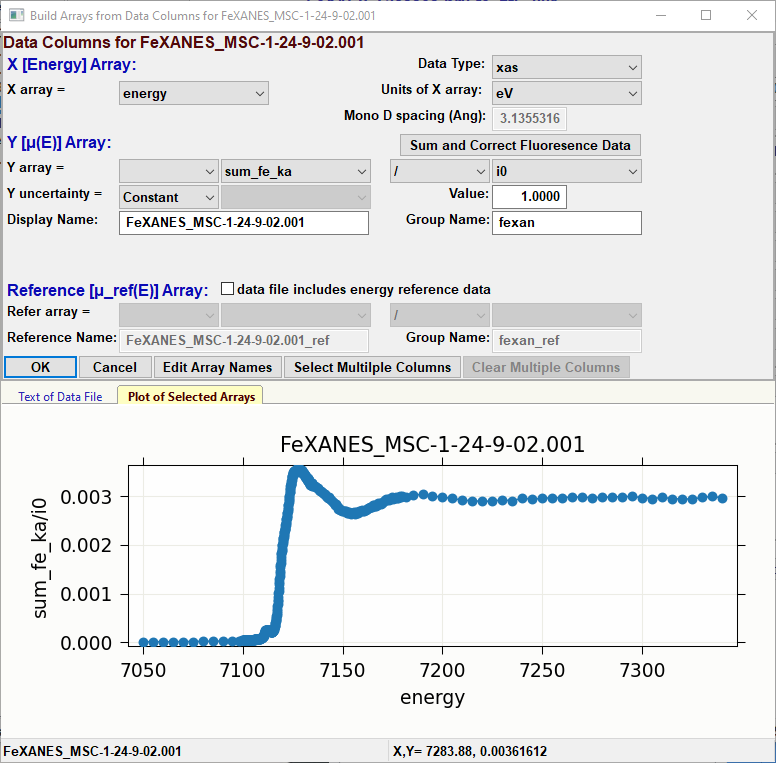 Build Arrays from Data Columns for FeXANES_MSC-1-24-9-02.001
Data Columns for FeXANES_MSC-1-24-9-02.001
X [Energy] Array: Data Type: xas
X array = energy Units of X array: eV
Mono D spacing (Ang): 3.1355316
Y [μ(E)] Array: Sum and Correct Fluoresence Data
Y array = sum_fe_ka / i0
Y uncertainty = Constant Value: 1.0000
Display Name: FeXANES_MSC-1-24-9-02.001 Group Name: fexan
Reference [μ_ref(E)] Array: data file includes energy reference data
Refer array = /
Reference Name: FeXANES_MSC-1-24-9-02.001_ref Group Name: fexan_ref
OK Cancel Edit Array Names Select Multilple Columns Clear Multiple Columns
Text of Data File Plot of Selected Arrays
FeXANES_MSC-1-24-9-02.001
sum_fe_ka/i0
0.003
0.002
0.001
0.000
7050 7100 7150 7200 7250 7300
energy
FeXANES_MSC-1-24-9-02.001 X,Y= 7283.88, 0.00361612